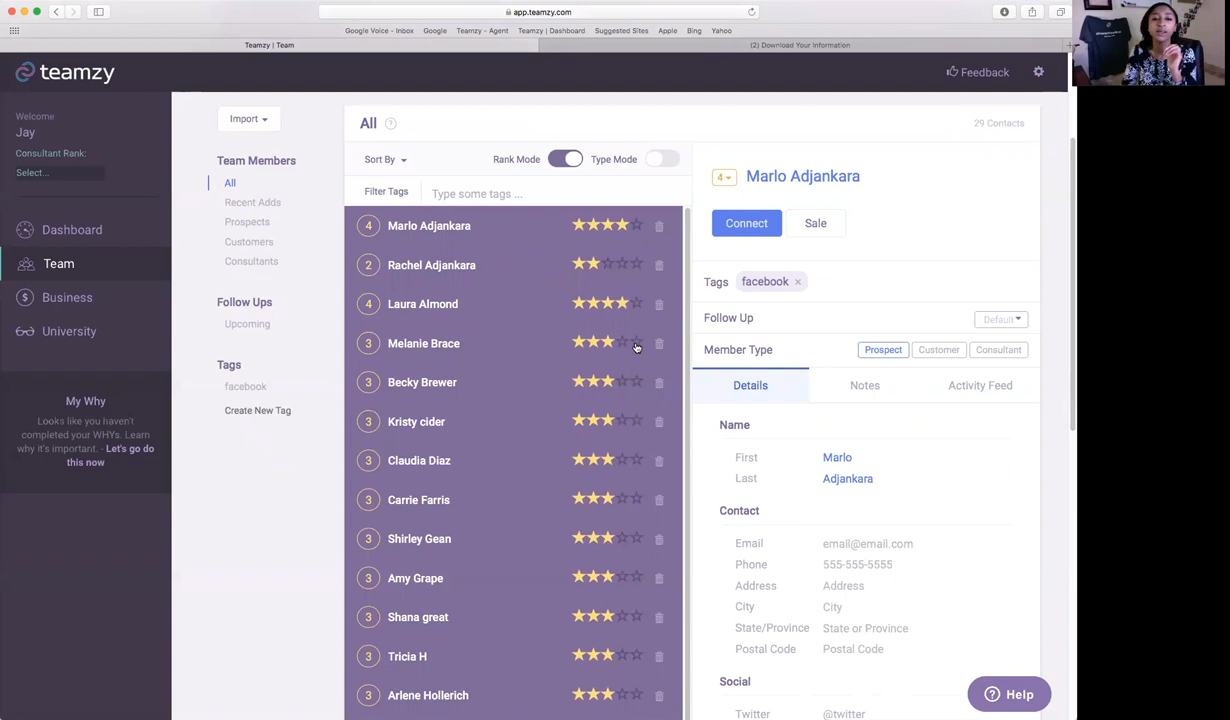 app.teamzy.com
Google Voice - Inbox Google Teamzy - Agent Teamzy | Dashboard Suggested Sites Apple Bing Yahoo
Teamzy | Team
(2) Download Your Information
teamzy
Feedback
Welcome
Jay
Consultant Rank:
Select...
Dashboard
Team
Business
University
My Why
Looks like you haven't
completed your WHYs. Learn
why it's important. - Let's go do
this now
Import
Team Members
All
Recent Adds
Prospects
Customers
Consultants
Follow Ups
Upcoming
Tags
facebook
Create New Tag
All ?
29 Contacts
Sort By
Rank Mode
Type Mode
Filter Tags
Type some tags ...
4 Marlo Adjankara
2 Rachel Adjankara
4 Laura Almond
3 Melanie Brace
3 Becky Brewer
3 Kristy cider
3 Claudia Diaz
3 Carrie Farris
3 Shirley Gean
3 Amy Grape
3 Shana great
3 Tricia H
3 Arlene Hollerich
4 Marlo Adjankara
Connect
Sale
Tags facebook ×
Follow Up
Default
Member Type
Prospect
Customer
Consultant
Details
Notes
Activity Feed
Name
First Marlo
Last Adjankara
Contact
Email email@email.com
Phone 555-555-5555
Address Address
City City
State/Province State or Province
Postal Code Postal Code
Social
Twitter @twitter
? Help